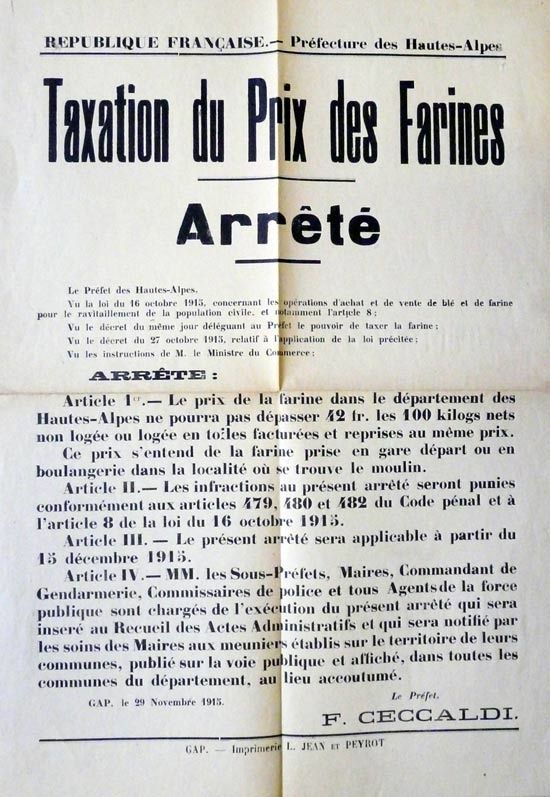 REPUBLIQUE FRANÇAISE.— Préfecture des Hautes-Alpes
Taxation du Prix des Farines
Arrêté
Le Préfet des Hautes-Alpes.
Vu la loi du 16 octobre 1915, concernant les opérations d'achat et de vente de blé et de farine
pour le ravitaillement de la population civile, et notamment l'article 8 ;
Vu le décret du même jour déléguant au Préfet le pouvoir de taxer la farine ;
Vu le décret du 27 octobre 1915, relatif à l'application de la loi précitée ;
Vu les instructions de M. le Ministre du Commerce ;
ARRÊTE :
Article 1er.— Le prix de la farine dans le département des
Hautes-Alpes ne pourra pas dépasser 42 fr. les 100 kilogs nets
non logée ou logée en toiles facturées et reprises au même prix.
Ce prix s'entend de la farine prise en gare départ ou en
boulangerie dans la localité où se trouve le moulin.
Article II.— Les infractions au présent arrêté seront punies
conformément aux articles 479, 480 et 482 du Code pénal et à
l'article 8 de la loi du 16 octobre 1915.
Article III. — Le présent arrêté sera applicable à partir du
15 décembre 1915.
Article IV.— MM. les Sous-Préfets, Maires, Commandant de
Gendarmerie, Commissaires de police et tous Agents de la force
publique sont chargés de l'exécution du présent arrêté qui sera
inseré au Recueil des Actes Administratifs et qui sera notifié par
les soins des Maires aux meuniers établis sur le territoire de leurs
communes, publié sur la voie publique et affiché, dans toutes les
communes du département, au lieu accoutumé.
GAP. le 29 Novembre 1915.
Le Préfet.
F. CECCALDI.
GAP. — Imprimerie L. JEAN ET PEYROT